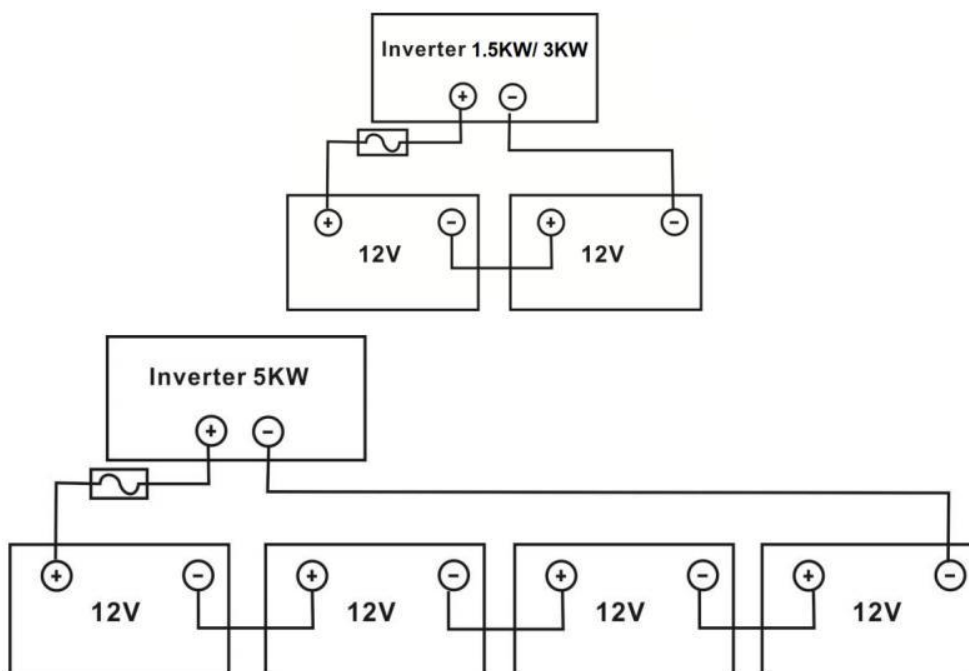 Inverter 1.5KW/ 3KW
+ −
+ − + −
12V 12V
Inverter 5KW
+ −
+ − + − + − + −
12V 12V 12V 12V